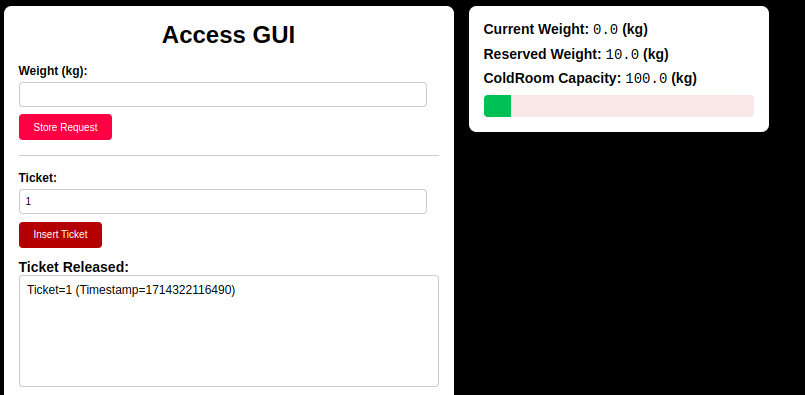 Access GUI
Weight (kg):
Store Request
Ticket:
1
Insert Ticket
Ticket Released:
Ticket=1 (Timestamp=1714322116490)
Current Weight: 0.0 (kg)
Reserved Weight: 10.0 (kg)
ColdRoom Capacity: 100.0 (kg)